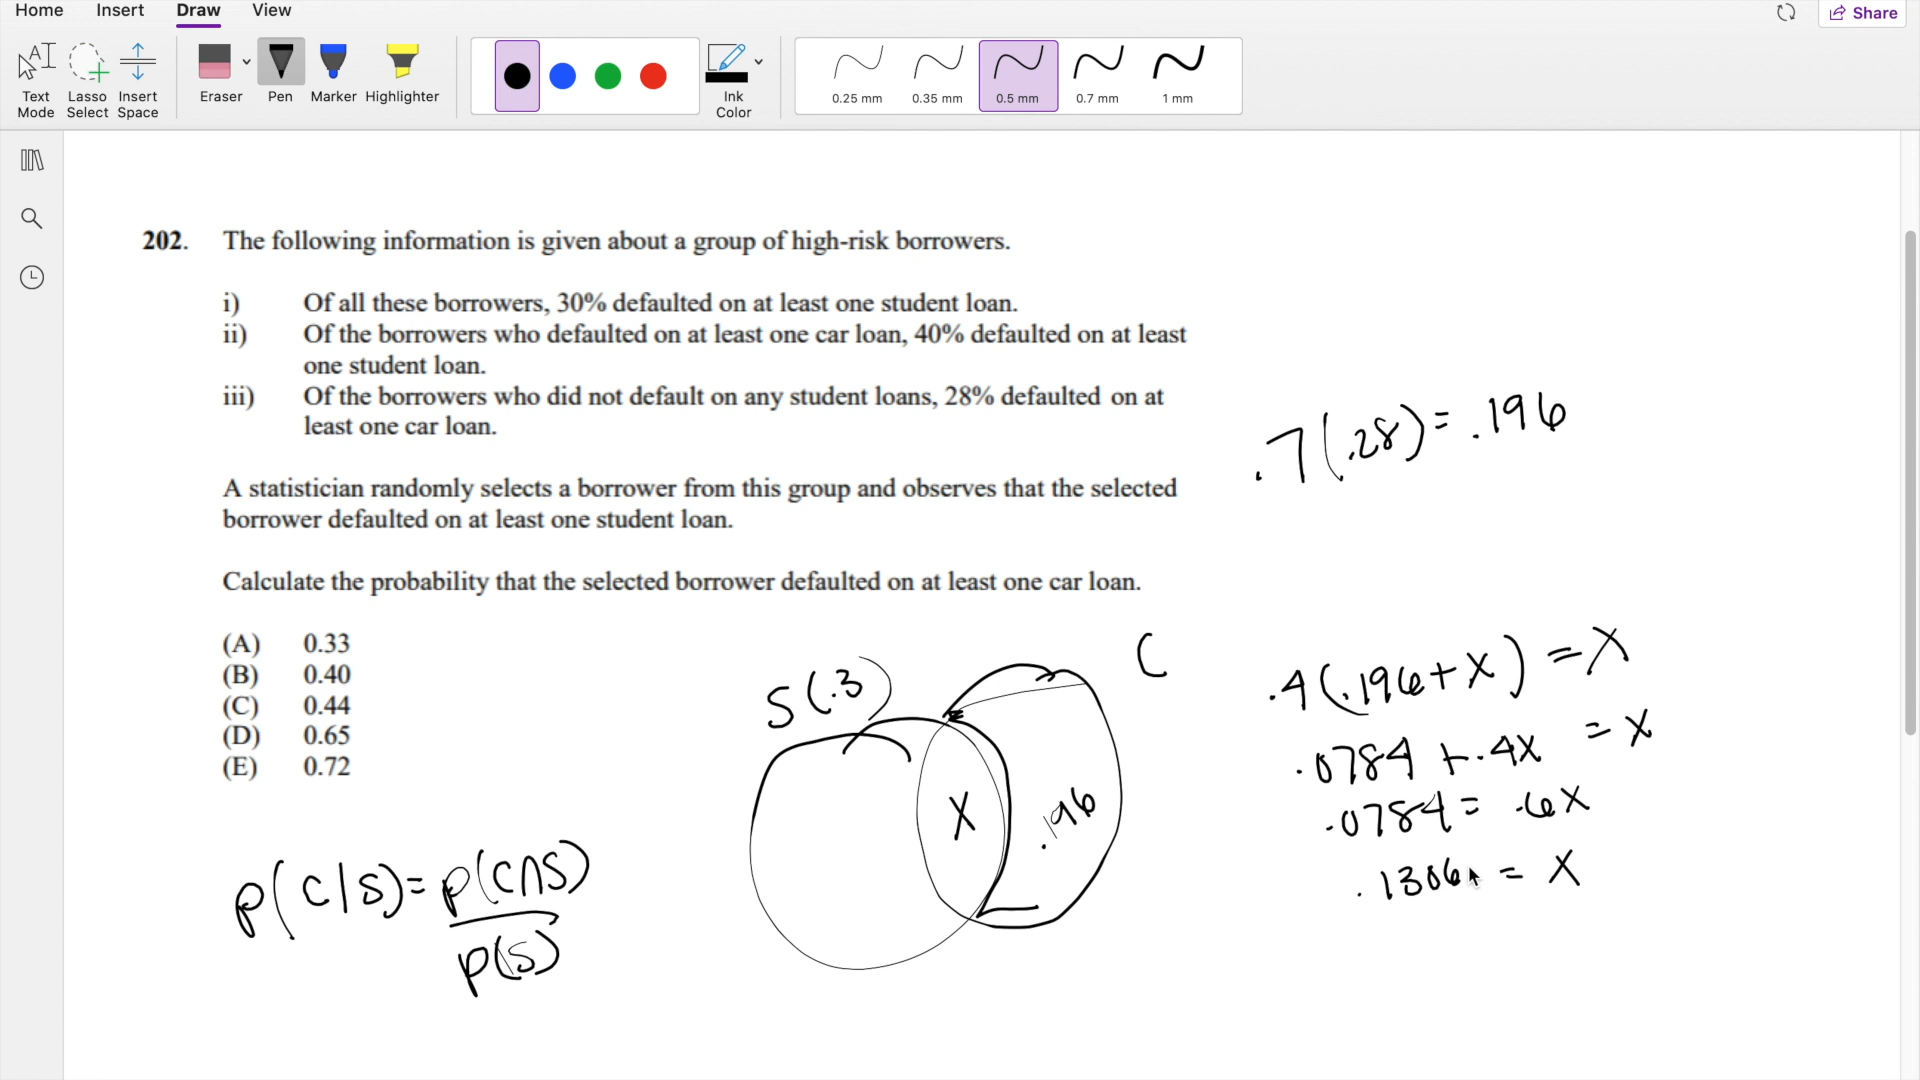 Home Insert Draw View
Share
Text Mode
Lasso Select
Insert Space
Eraser
Pen
Marker
Highlighter
Ink Color
0.25 mm
0.35 mm
0.5 mm
0.7 mm
1 mm
202. The following information is given about a group of high-risk borrowers.
i) Of all these borrowers, 30% defaulted on at least one student loan.
ii) Of the borrowers who defaulted on at least one car loan, 40% defaulted on at least
one student loan.
iii) Of the borrowers who did not default on any student loans, 28% defaulted on at
least one car loan.
.7(.28) = .196
A statistician randomly selects a borrower from this group and observes that the selected
borrower defaulted on at least one student loan.
Calculate the probability that the selected borrower defaulted on at least one car loan.
(A) 0.33
(B) 0.40
(C) 0.44
(D) 0.65
(E) 0.72
S (.3)
C
X
.196
.4(.196+X) = X
.0784 + .4X = X
.0784 = .6X
.1306 = X
P(C|S) = P(C∩S)
P(S)